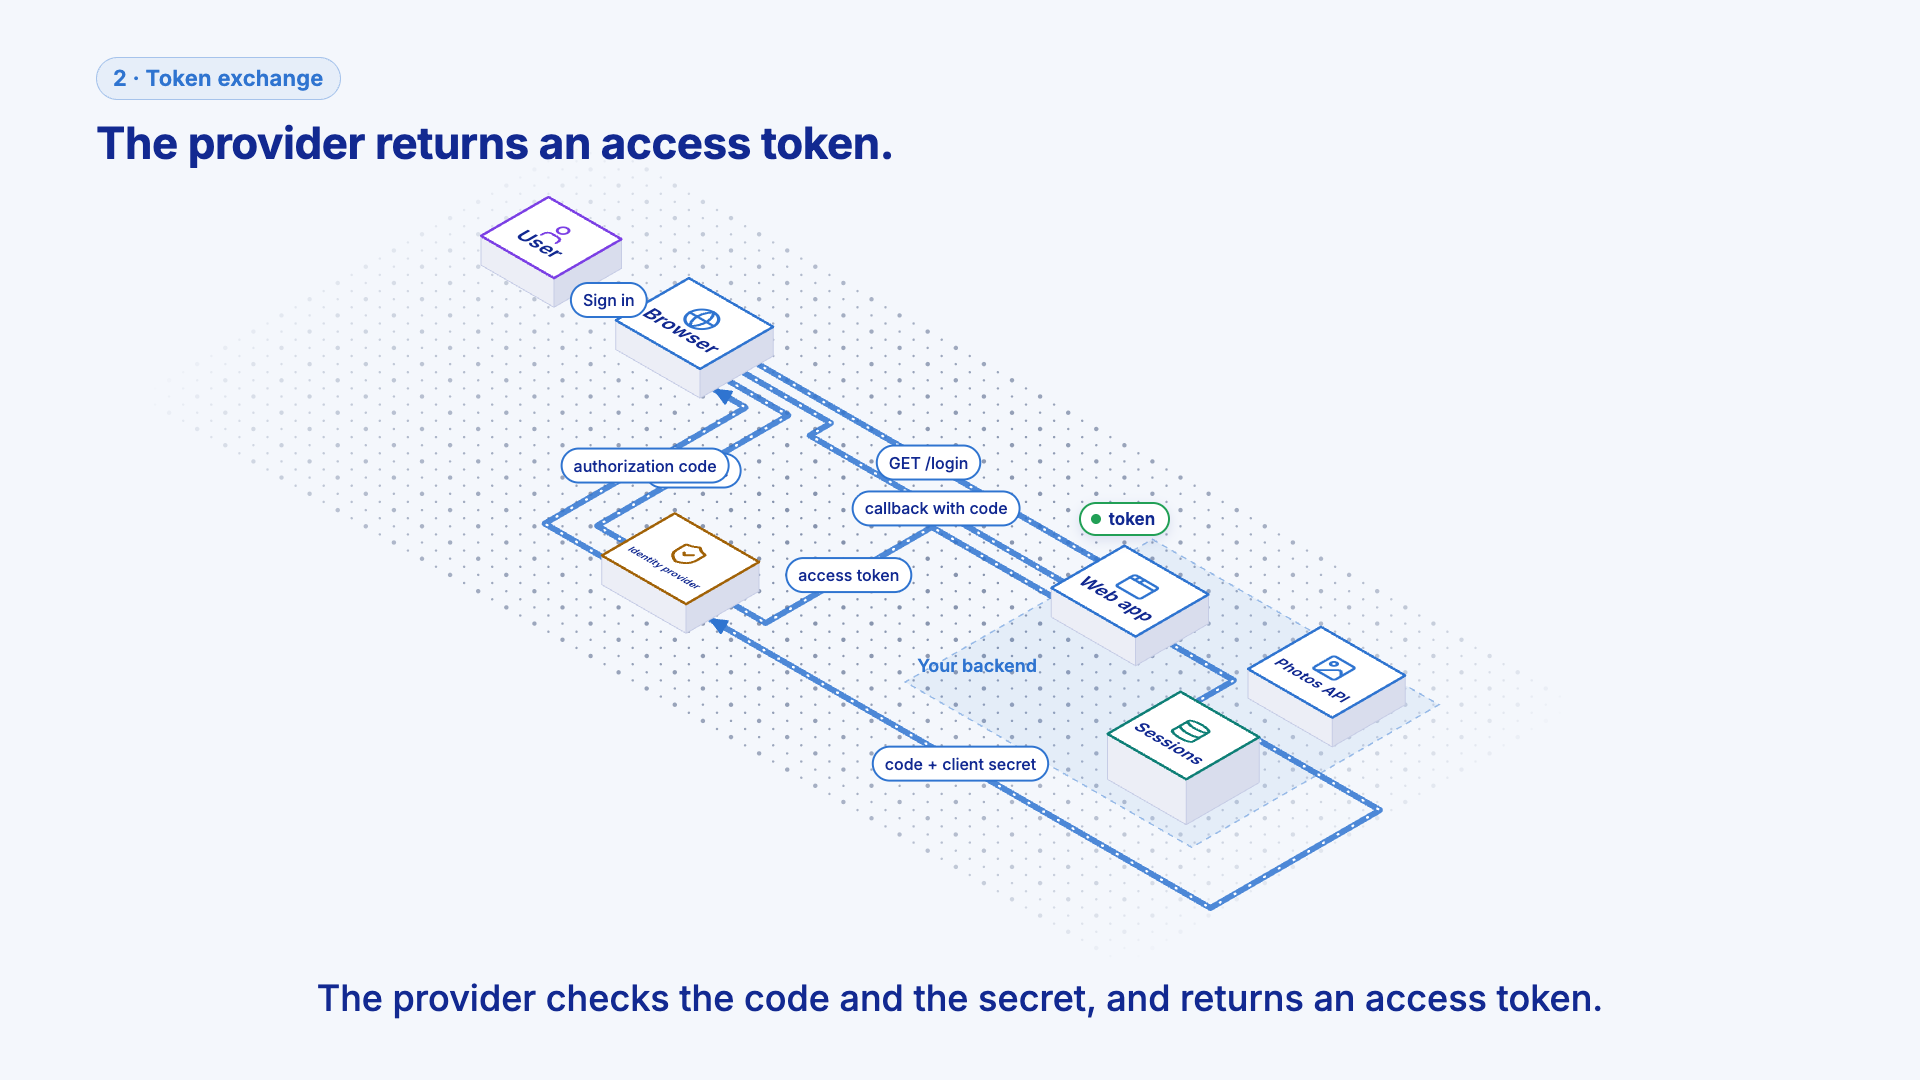 2 · Token exchange
The provider returns an access token.
User
Sign in
Browser
authorization code
GET /login
callback with code
token
Identity provider
access token
Web app
Your backend
Photos API
Sessions
code + client secret
The provider checks the code and the secret, and returns an access token.